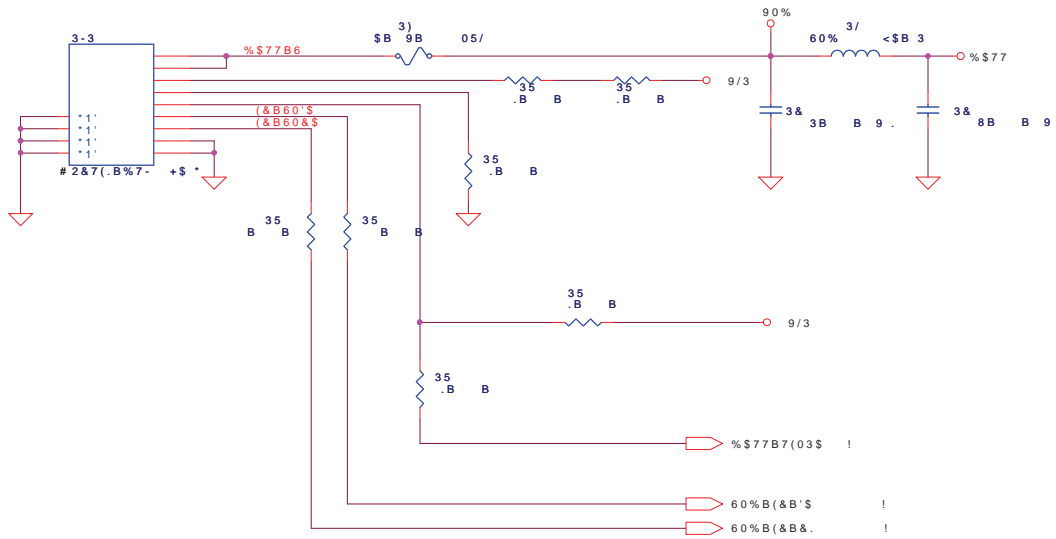 90%
3)
$B 9B 05/
3/
60% <$B 3
3-3
%$77B6
%$77
9/3
35
.B B
35
.B B
(&B60'$
(&B60&$
3&
3B B 9 .
3&
8B B 9
*1'
*1'
*1'
*1'
# 2&7(.B%7- +$ *
35
.B B
35
B B
35
B B
35
.B B
9/3
35
.B B
%$77B7(03$ !
60%B(&B'$ !
60%B(&B&. !